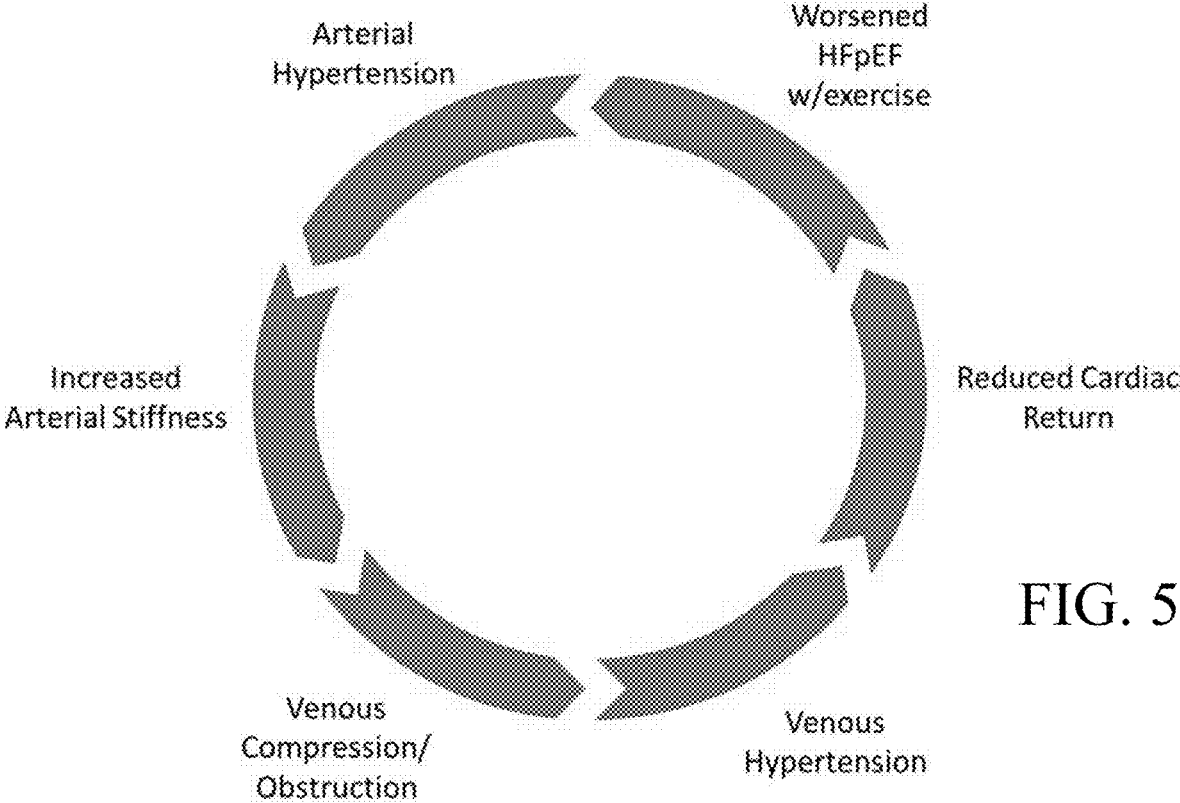 Arterial
Hypertension
Worsened
HFpEF
w/exercise
Increased
Arterial Stiffness
Reduced Cardiac
Return
FIG. 5
Venous
Compression/
Obstruction
Venous
Hypertension